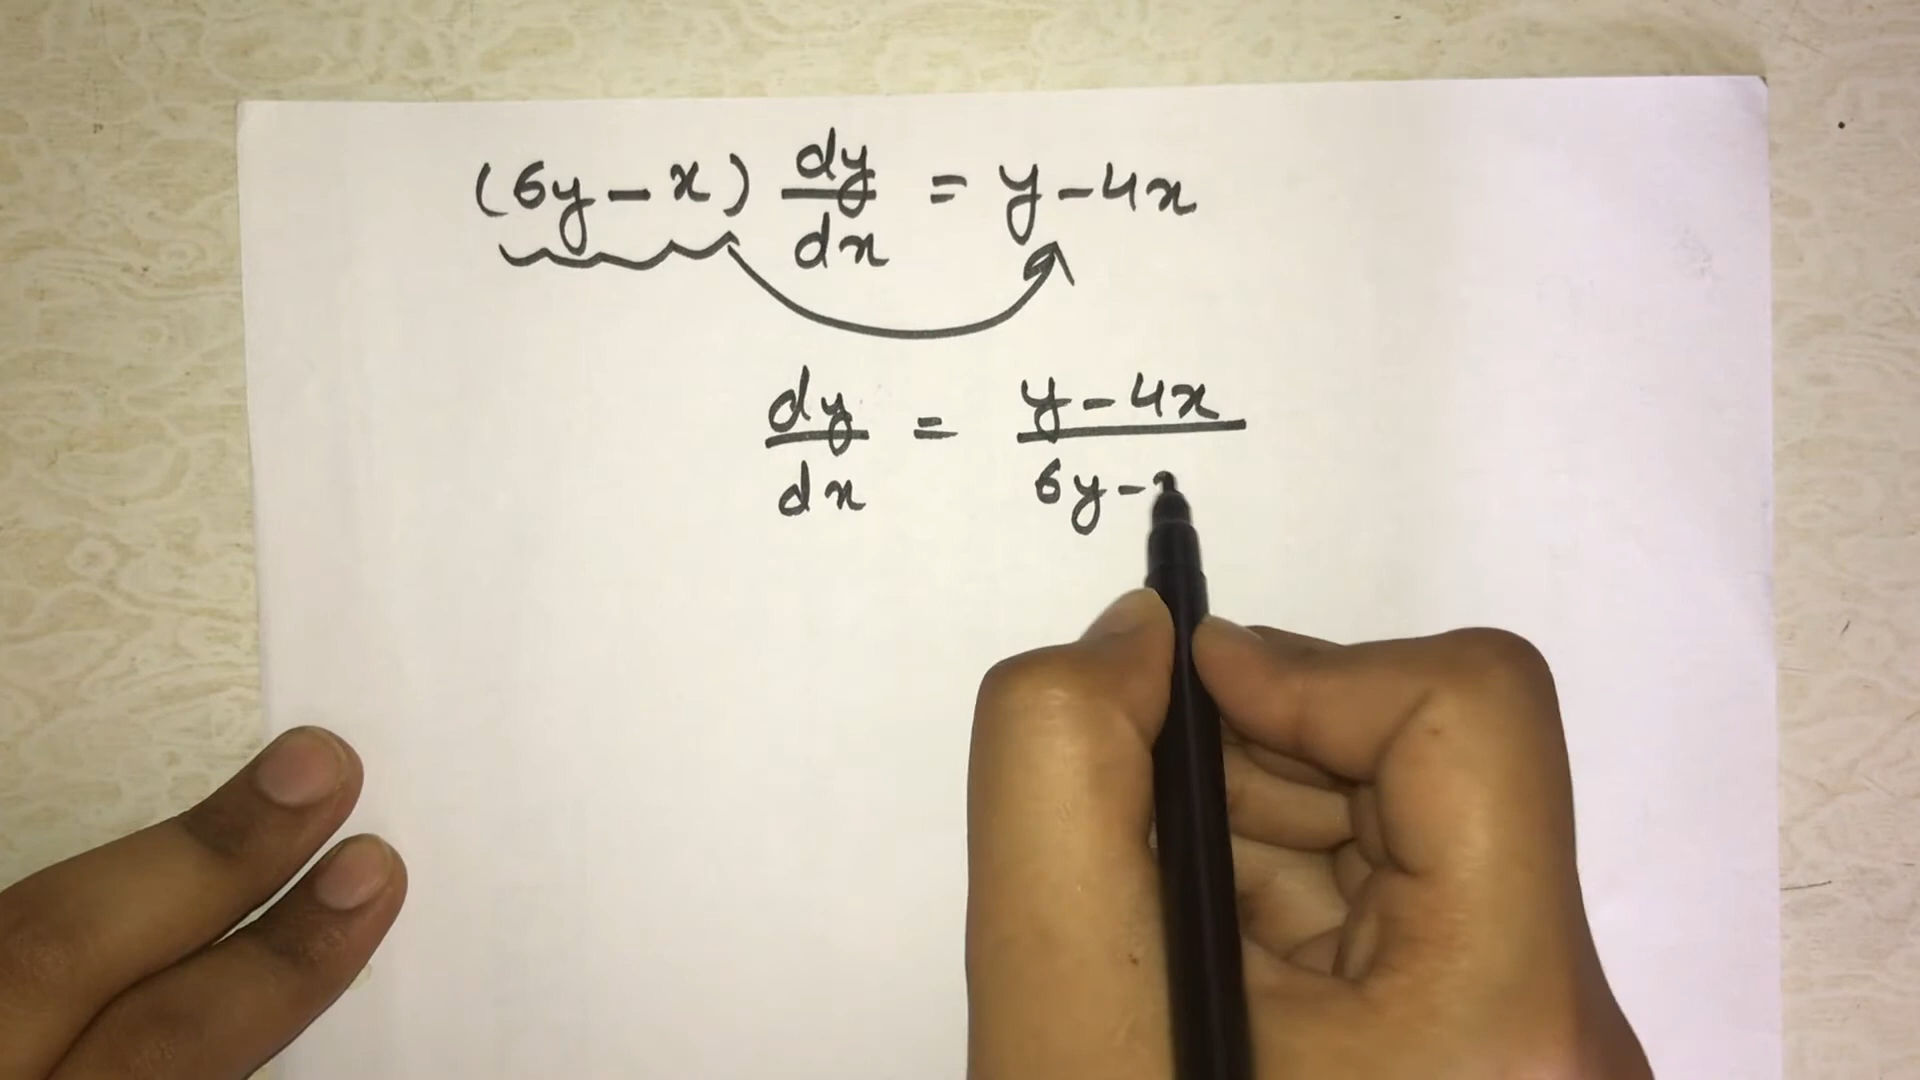 (6y - x) dy/dx = y - 4x
dy/dx = y - 4x / 6y -